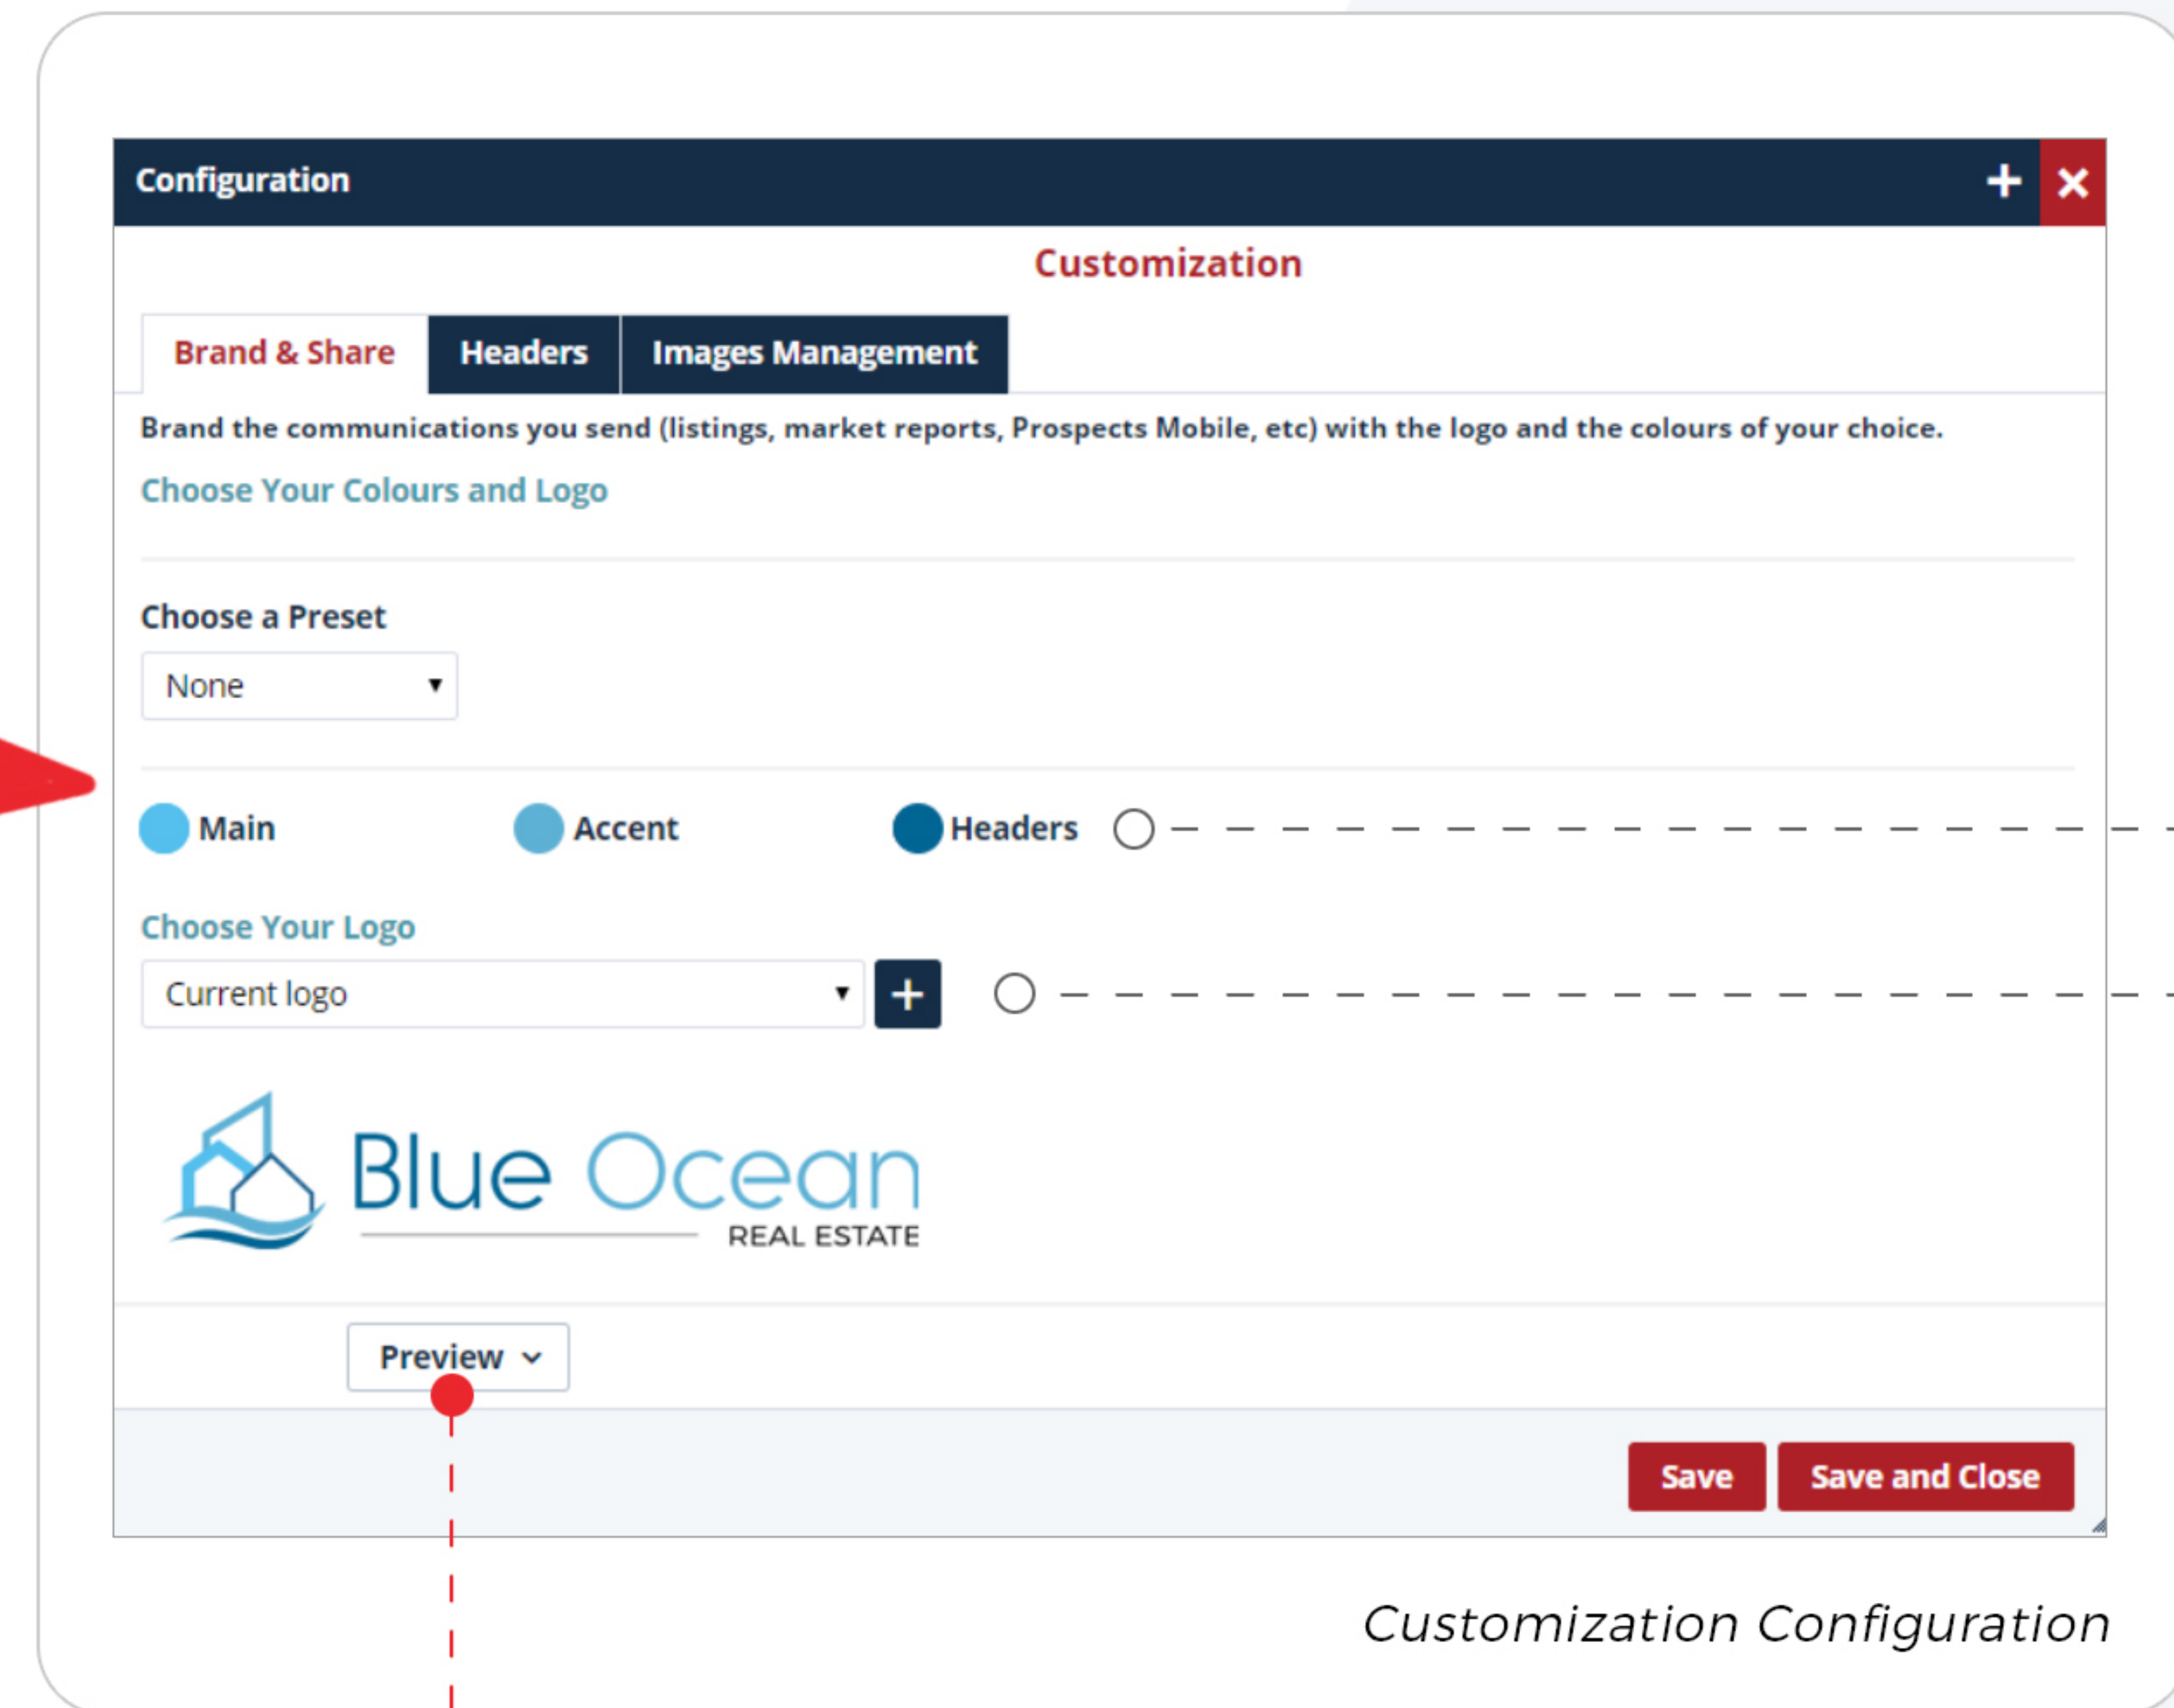 Configuration
Customization
Brand & Share Headers Images Management
Brand the communications you send (listings, market reports, Prospects Mobile, etc) with the logo and the colours of your choice.
Choose Your Colours and Logo
Choose a Preset
None
Main Accent Headers
Choose Your Logo
Current logo
Blue Ocean
REAL ESTATE
Preview
Save Save and Close
Customization Configuration